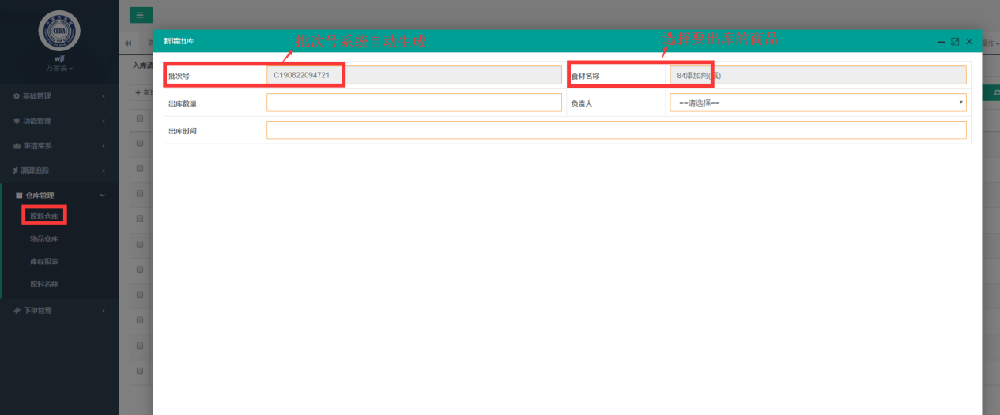 CFDA
wjf
万家福
基础管理
功能管理
菜谱菜系
溯源追踪
仓库管理
原料仓库
物品仓库
库存报表
原料名称
下单管理
入库清
+ 新增
操作
新增出库
批次号系统自动生成
选择要出库的商品
批次号
C190822094721
食材名称
84添加剂(瓶)
出库数量
负责人
==请选择==
出库时间